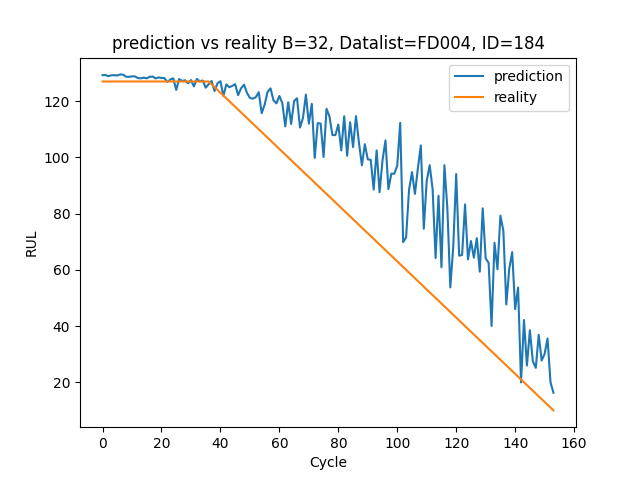 prediction vs reality B=32, Datalist=FD004, ID=184
prediction
reality
RUL
120
100
80
60
40
20
0 20 40 60 80 100 120 140 160
Cycle